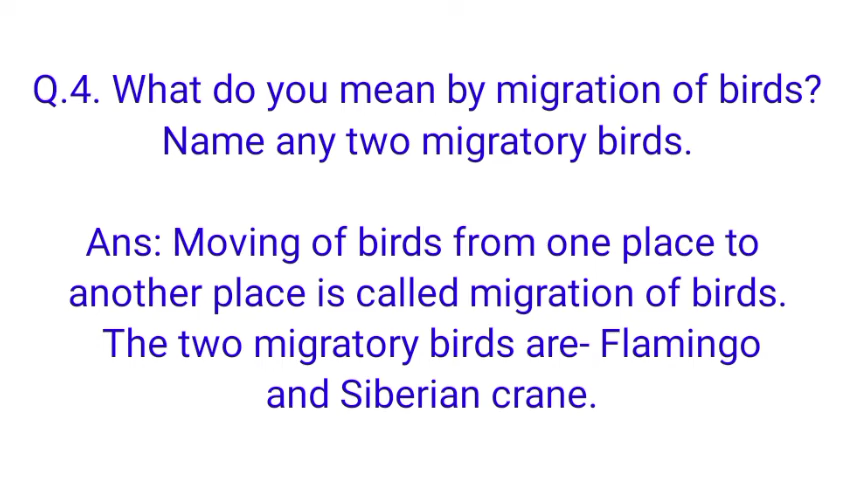 Q.4. What do you mean by migration of birds?
Name any two migratory birds.
Ans: Moving of birds from one place to
another place is called migration of birds.
The two migratory birds are- Flamingo
and Siberian crane.